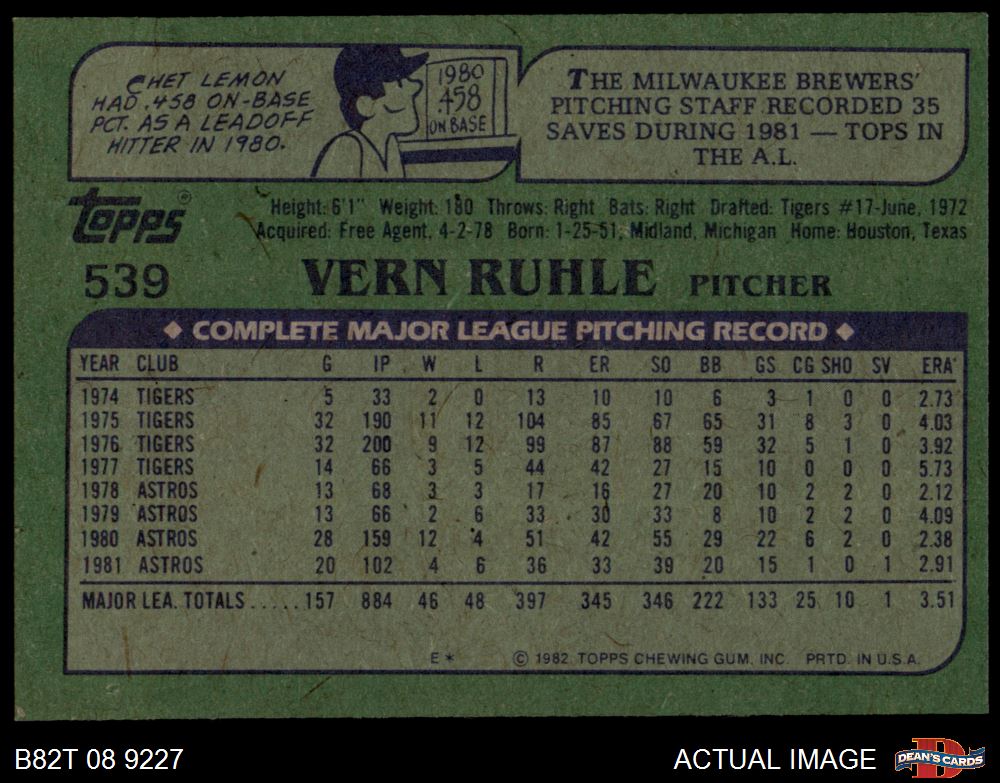 CHET LEMON
HAD .458 ON-BASE
PCT. AS A LEADOFF
HITTER IN 1980.
1980
458
ON BASE
THE MILWAUKEE BREWERS'
PITCHING STAFF RECORDED 35
SAVES DURING 1981 — TOPS IN
THE A.L.
Topps®
Height: 6'1" Weight: 180 Throws: Right Bats: Right Drafted: Tigers #17-June, 1972
Acquired: Free Agent, 4-2-78 Born: 1-25-51, Midland, Michigan Home: Houston, Texas
539 VERN RUHLE PITCHER
◆ COMPLETE MAJOR LEAGUE PITCHING RECORD ◆
YEAR CLUB G IP W L R ER SO BB GS CG SHO SV ERA
1974 TIGERS 5 33 2 0 13 10 10 6 3 1 0 0 2.73
1975 TIGERS 32 190 11 12 104 85 67 65 31 8 3 0 4.03
1976 TIGERS 32 200 9 12 99 87 88 59 32 5 1 0 3.92
1977 TIGERS 14 66 3 5 44 42 27 15 10 0 0 0 5.73
1978 ASTROS 13 68 3 3 17 16 27 20 10 2 2 0 2.12
1979 ASTROS 13 66 2 6 33 30 33 8 10 2 2 0 4.09
1980 ASTROS 28 159 12 4 51 42 55 29 22 6 2 0 2.38
1981 ASTROS 20 102 4 6 36 33 39 20 15 1 0 1 2.91
MAJOR LEA. TOTALS.....157 884 46 48 397 345 346 222 133 25 10 1 3.51
E* © 1982 TOPPS CHEWING GUM, INC. PRTD. IN U.S.A.
B82T 08 9227
ACTUAL IMAGE
D
DEAN'S CARDS